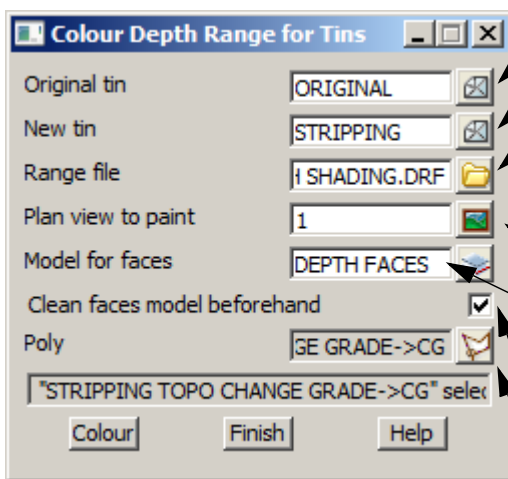 Colour Depth Range for Tins
Original tin ORIGINAL
New tin STRIPPING
Range file SHADING.DRF
Plan view to paint 1
Model for faces DEPTH FACES
Clean faces model beforehand
Poly GE GRADE->CG
"STRIPPING TOPO CHANGE GRADE->CG" selec
Colour Finish Help